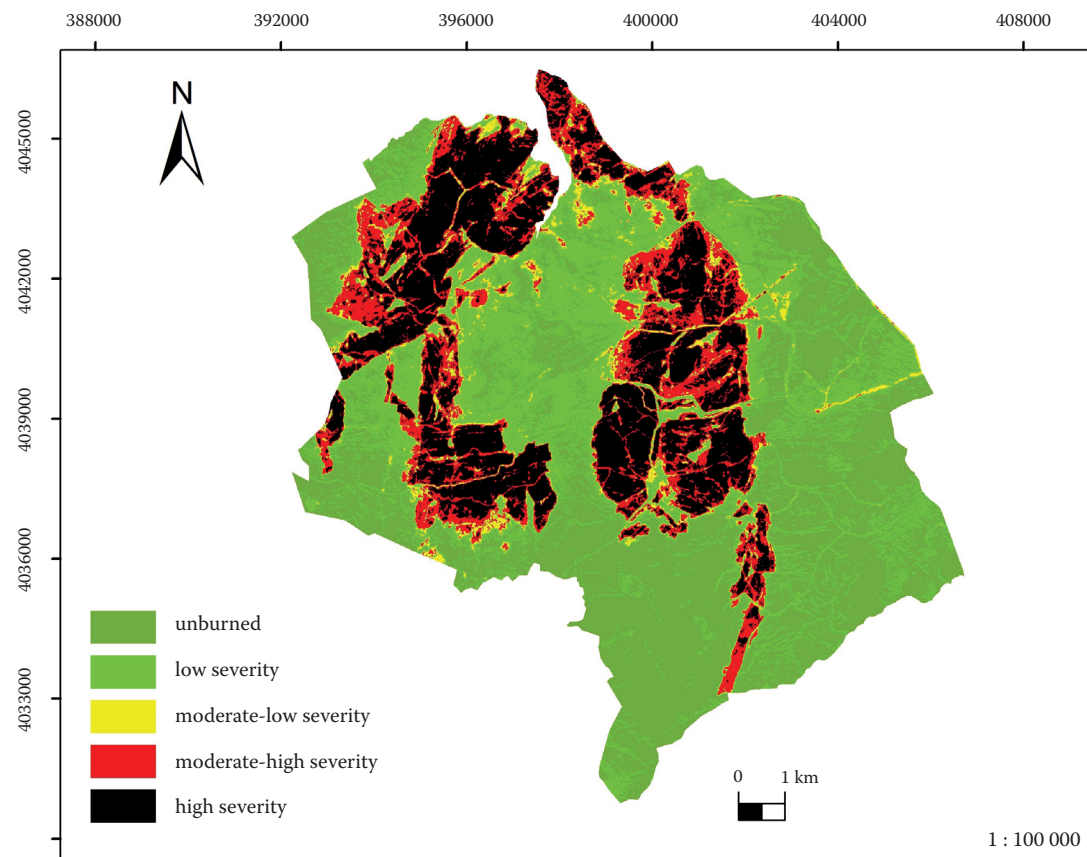 388000 392000 396000 400000 404000 408000
N
4045000
4042000
4039000
4036000
4033000
unburned
low severity
moderate-low severity
moderate-high severity
high severity
0 1 km
1 : 100 000